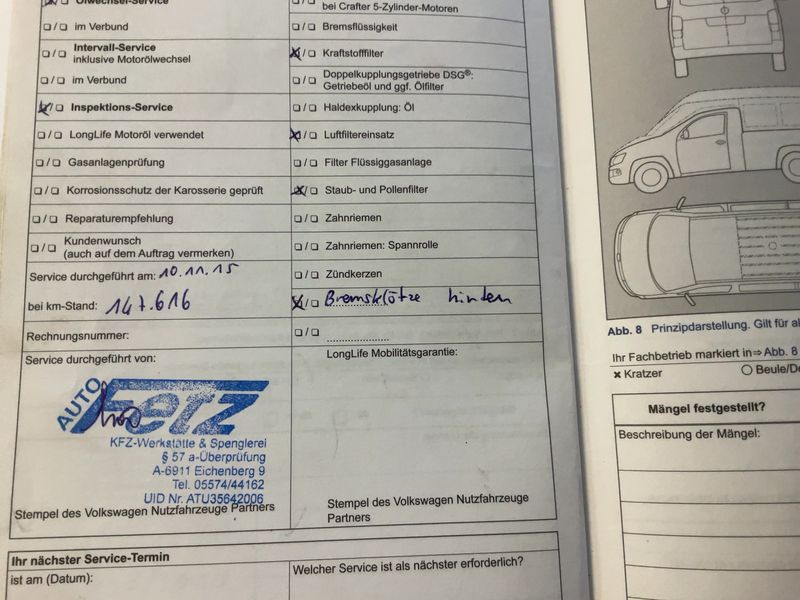 Ölwechsel-Service
bei Crafter 5-Zylinder-Motoren
im Verbund
Bremsflüssigkeit
Intervall-Service
inklusive Motorölwechsel
Kraftstofffilter
im Verbund
Doppelkupplungsgetriebe DSG®:
Getriebeöl und ggf. Ölfilter
Inspektions-Service
Haldexkupplung: Öl
LongLife Motoröl verwendet
Luftfiltereinsatz
Gasanlagenprüfung
Filter Flüssiggasanlage
Korrosionsschutz der Karosserie geprüft
Staub- und Pollenfilter
Reparaturempfehlung
Zahnriemen
Kundenwunsch
(auch auf dem Auftrag vermerken)
Zahnriemen: Spannrolle
Service durchgeführt am: 10.11.15
Zündkerzen
bei km-Stand: 147.616
Bremsklötze hinten
Rechnungsnummer:
Service durchgeführt von:
LongLife Mobilitätsgarantie:
AUTO Fetz
KFZ-Werkstätte & Spenglerei
§ 57 a-Überprüfung
A-6911 Eichenberg 9
Tel. 05574/44162
UID Nr. ATU35642006
Stempel des Volkswagen Nutzfahrzeuge Partners
Stempel des Volkswagen Nutzfahrzeuge
Partners
Ihr nächster Service-Termin
ist am (Datum):
Welcher Service ist als nächster erforderlich?
Abb. 8 Prinzipdarstellung. Gilt für
Ihr Fachbetrieb markiert in⇒Abb. 8
× Kratzer
○ Beule/
Mängel festgestellt?
Beschreibung der Mängel: